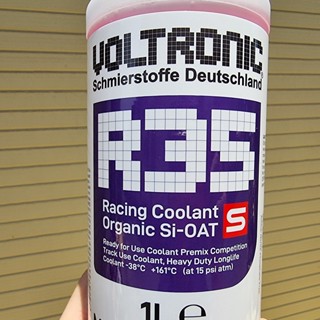 VOLTRONIC
Schmierstoffe Deutschland
R35
Racing Coolant
Organic Si-OAT S
Ready for Use Coolant Premix Competition
Track Use Coolant, Heavy Duty Longlife
Coolant -38°C +161°C (at 15 psi atm)
1L e